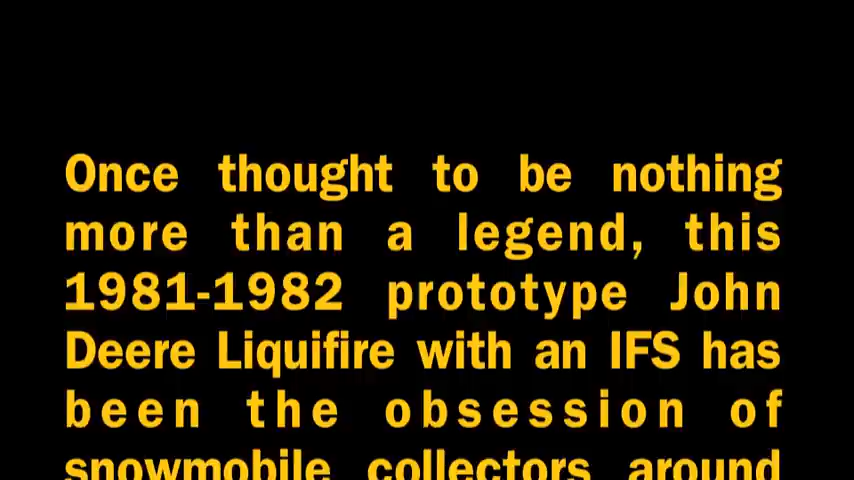 Once thought to be nothing
more than a legend, this
1981-1982 prototype John
Deere Liquifire with an IFS has
been the obsession of
snowmobile collectors around